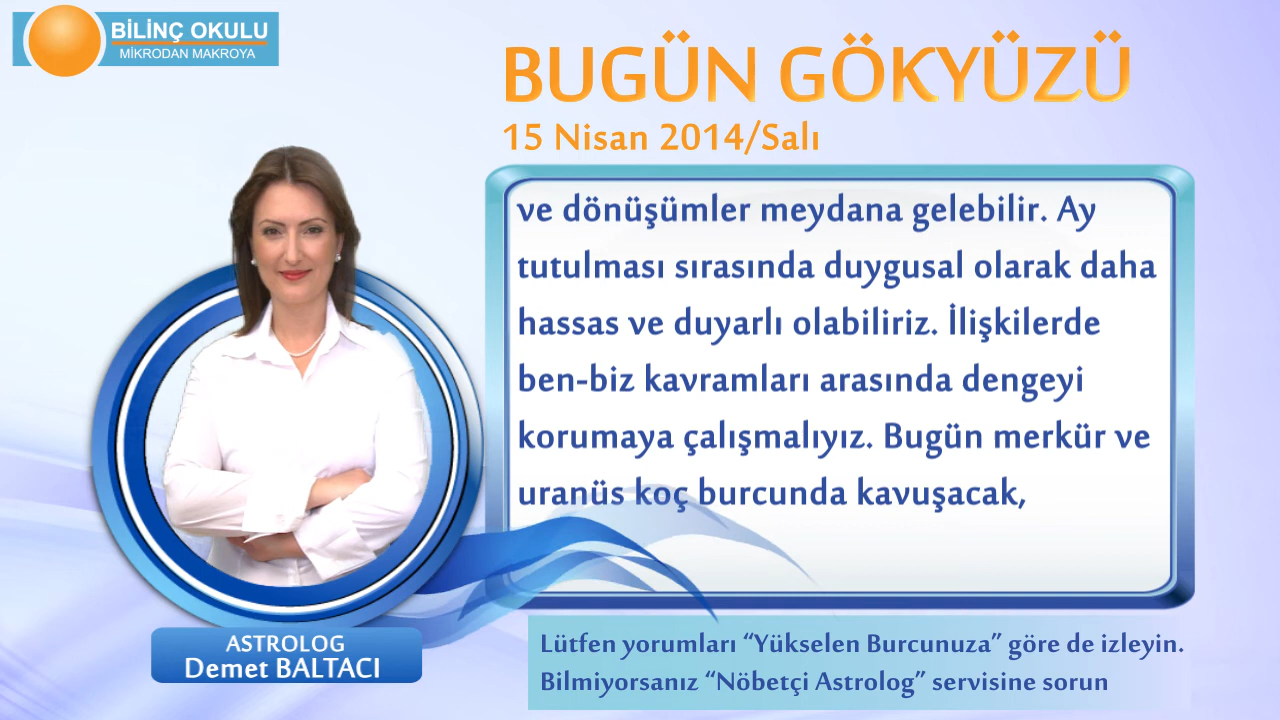 BİLİNÇ OKULU
MİKRODAN MAKROYA
BUGÜN GÖKYÜZÜ
15 Nisan 2014/Salı
ve dönüşümler meydana gelebilir. Ay
tutulması sırasında duygusal olarak daha
hassas ve duyarlı olabiliriz. İlişkilerde
ben-biz kavramları arasında dengeyi
korumaya çalışmalıyız. Bugün merkür ve
uranüs koç burcunda kavuşacak,
ASTROLOG
Demet BALTACI
Lütfen yorumları “Yükselen Burcunuza” göre de izleyin.
Bilmiyorsanız “Nöbetçi Astrolog” servisine sorun